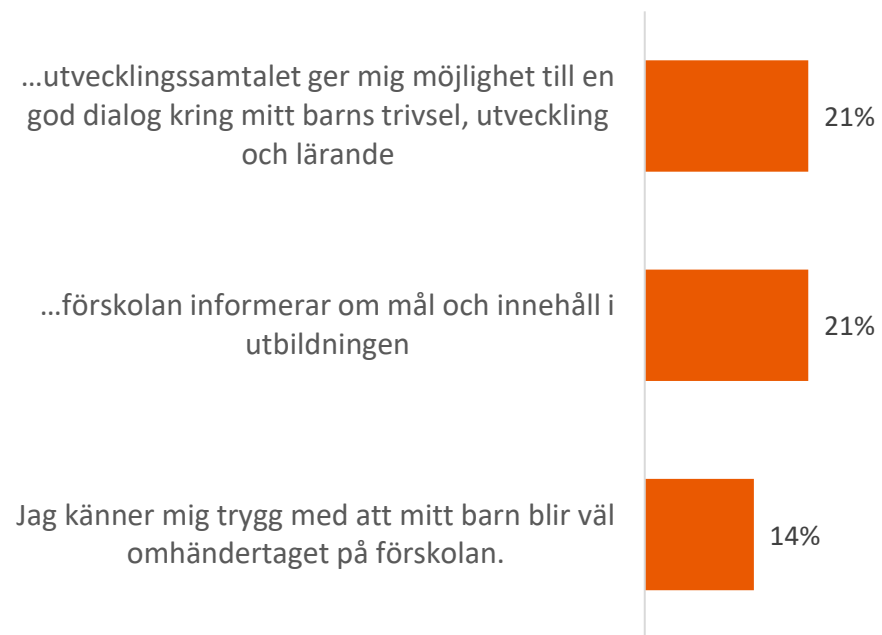 ...utvecklingssamtalet ger mig möjlighet till en
god dialog kring mitt barns trivsel, utveckling
och lärande
21%
...förskolan informerar om mål och innehåll i
utbildningen
21%
Jag känner mig trygg med att mitt barn blir väl
omhändertaget på förskolan.
14%